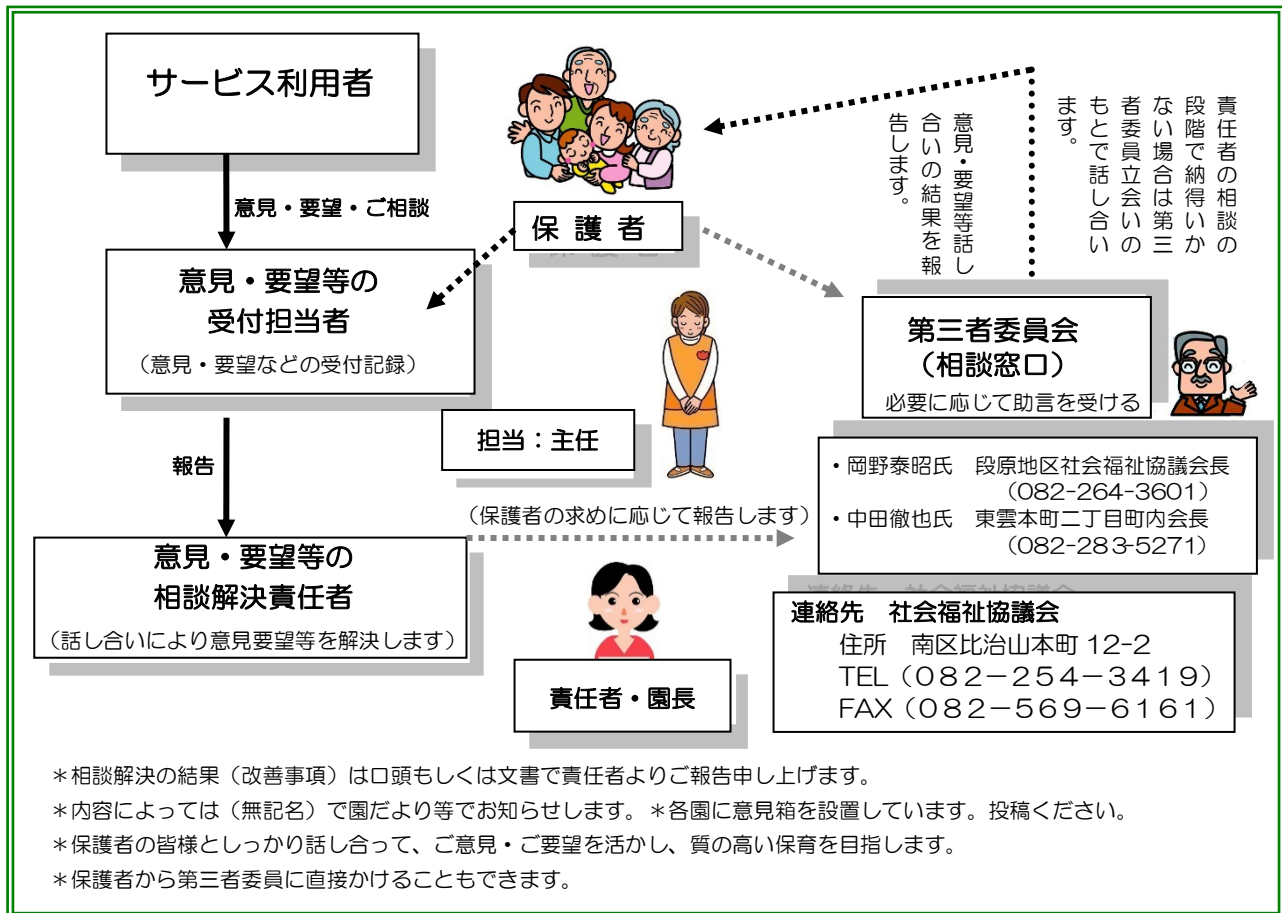 サービス利用者
意見・要望・ご相談
意見・要望等の
受付担当者
（意見・要望などの受付記録）
報告
意見・要望等の
相談解決責任者
（話し合いにより意見要望等を解決します）
保護者
担当：主任
（保護者の求めに応じて報告します）
責任者・園長
責任者の相談の
段階で納得いか
ない場合は第三
者委員立会いの
もとで話し合い
ます。
意見・要望等話し
合いの結果を報
告します。
第三者委員会
（相談窓口）
必要に応じて助言を受ける
・岡野泰昭氏　段原地区社会福祉協議会長
（082-264-3601）
・中田徹也氏　東雲本町二丁目町内会長
（082-283-5271）
連絡先　社会福祉協議会
住所　南区比治山本町 12-2
TEL（０８２－２５４－３４１９）
FAX（０８２－５６９－６１６１）
＊相談解決の結果（改善事項）は口頭もしくは文書で責任者よりご報告申し上げます。
＊内容によっては（無記名）で園だより等でお知らせします。＊各園に意見箱を設置しています。投稿ください。
＊保護者の皆様としっかり話し合って、ご意見・ご要望を活かし、質の高い保育を目指します。
＊保護者から第三者委員に直接かけることもできます。